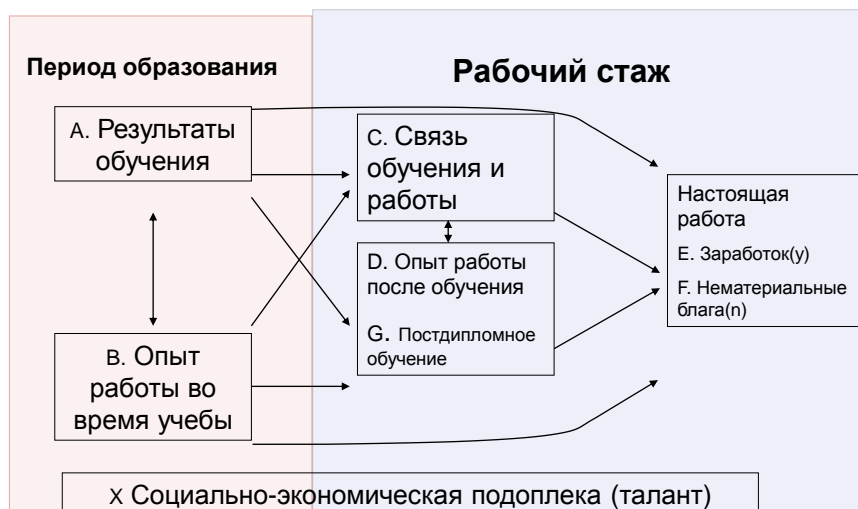 Период образования
Рабочий стаж
A. Результаты
обучения
C. Связь
обучения и
работы
Настоящая
работа
E. Заработок(y)
F. Нематериальные
блага(n)
D. Опыт работы
после обучения
G. Постдипломное
обучение
B. Опыт
работы во
время учебы
X Социально-экономическая подоплека (талант)